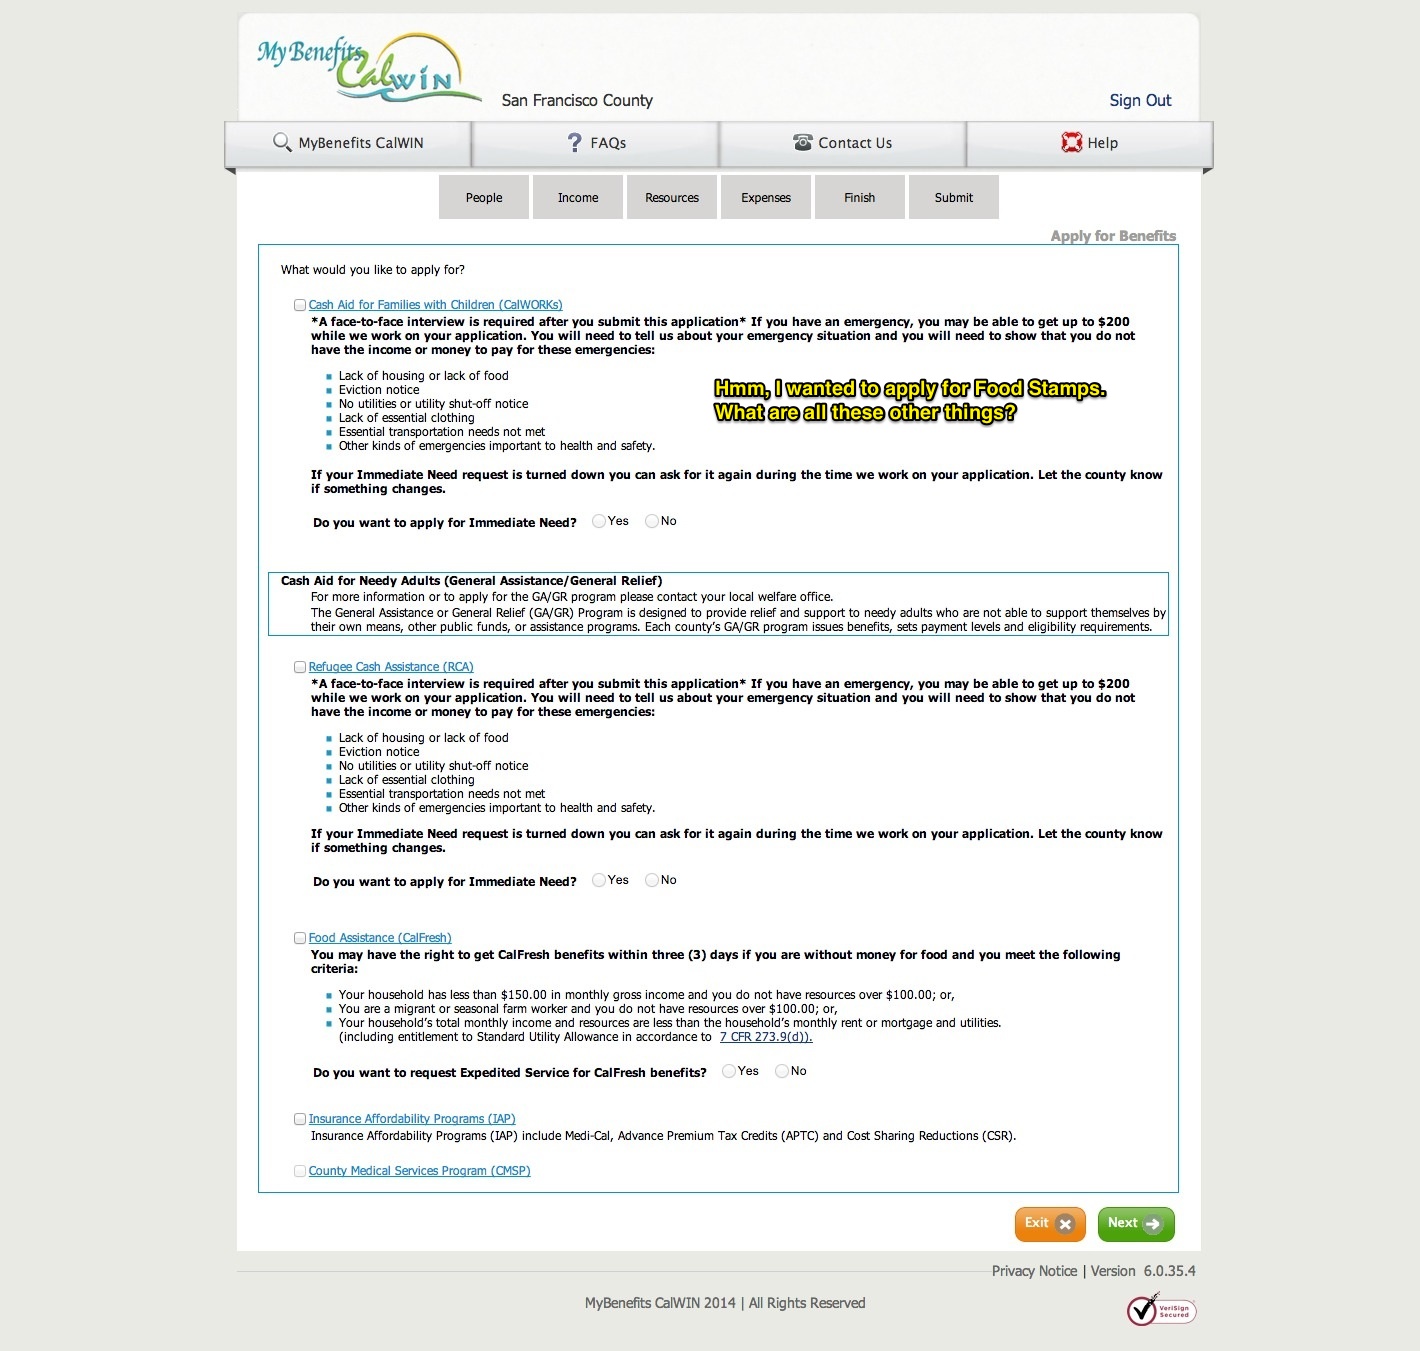 My Benefits
CalWIN
San Francisco County
Sign Out
MyBenefits CalWIN
FAQs
Contact Us
Help
People
Income
Resources
Expenses
Finish
Submit
Apply for Benefits
What would you like to apply for?
Cash Aid for Families with Children (CalWORKs)
*A face-to-face interview is required after you submit this application* If you have an emergency, you may be able to get up to $200
while we work on your application. You will need to tell us about your emergency situation and you will need to show that you do not
have the income or money to pay for these emergencies:
Lack of housing or lack of food
Eviction notice
No utilities or utility shut-off notice
Lack of essential clothing
Essential transportation needs not met
Other kinds of emergencies important to health and safety.
Hmm, I wanted to apply for Food Stamps.
What are all these other things?
If your Immediate Need request is turned down you can ask for it again during the time we work on your application. Let the county know
if something changes.
Do you want to apply for Immediate Need? Yes No
Cash Aid for Needy Adults (General Assistance/General Relief)
For more information or to apply for the GA/GR program please contact your local welfare office.
The General Assistance or General Relief (GA/GR) Program is designed to provide relief and support to needy adults who are not able to support themselves by
their own means, other public funds, or assistance programs. Each county's GA/GR program issues benefits, sets payment levels and eligibility requirements.
Refugee Cash Assistance (RCA)
*A face-to-face interview is required after you submit this application* If you have an emergency, you may be able to get up to $200
while we work on your application. You will need to tell us about your emergency situation and you will need to show that you do not
have the income or money to pay for these emergencies:
Lack of housing or lack of food
Eviction notice
No utilities or utility shut-off notice
Lack of essential clothing
Essential transportation needs not met
Other kinds of emergencies important to health and safety.
If your Immediate Need request is turned down you can ask for it again during the time we work on your application. Let the county know
if something changes.
Do you want to apply for Immediate Need? Yes No
Food Assistance (CalFresh)
You may have the right to get CalFresh benefits within three (3) days if you are without money for food and you meet the following
criteria:
Your household has less than $150.00 in monthly gross income and you do not have resources over $100.00; or,
You are a migrant or seasonal farm worker and you do not have resources over $100.00; or,
Your household's total monthly income and resources are less than the household's monthly rent or mortgage and utilities.
(including entitlement to Standard Utility Allowance in accordance to 7 CFR 273.9(d)).
Do you want to request Expedited Service for CalFresh benefits? Yes No
Insurance Affordability Programs (IAP)
Insurance Affordability Programs (IAP) include Medi-Cal, Advance Premium Tax Credits (APTC) and Cost Sharing Reductions (CSR).
County Medical Services Program (CMSP)
Exit
Next
Privacy Notice | Version 6.0.35.4
MyBenefits CalWIN 2014 | All Rights Reserved
VeriSign
Secured